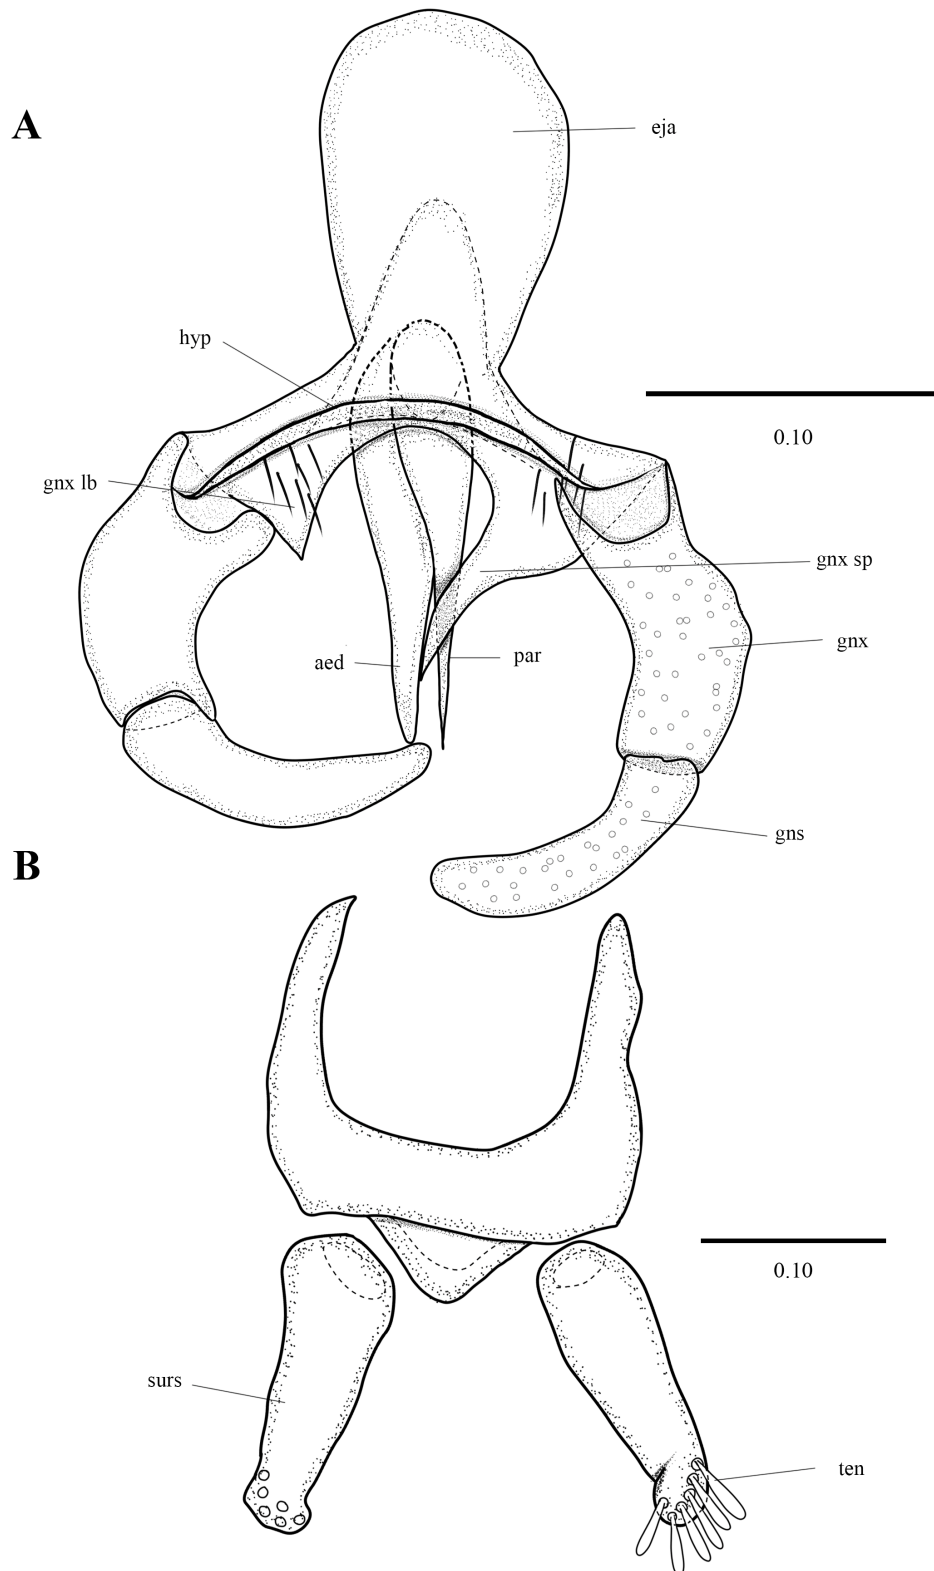 A
eja
hyp
0.10
gnx lb
gnx sp
gnx
aed
par
gns
B
0.10
surs
ten